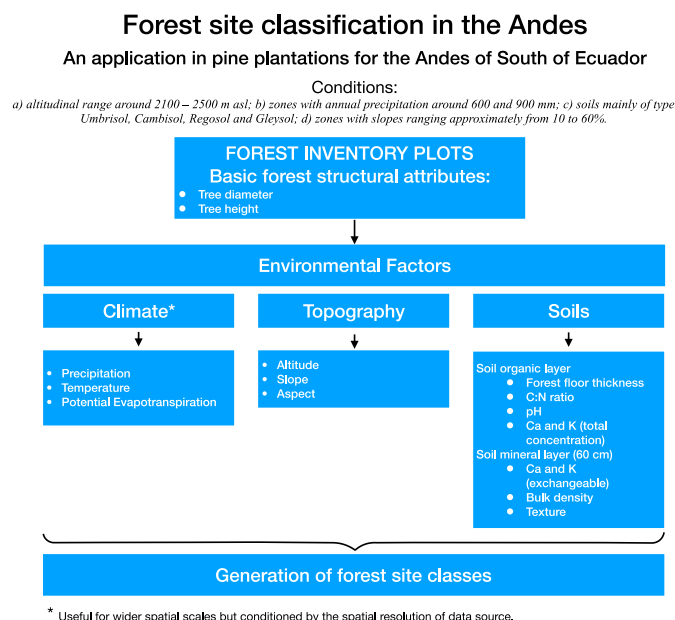 Forest site classification in the Andes
An application in pine plantations for the Andes of South of Ecuador
Conditions:
a) altitudinal range around 2100 – 2500 m asl; b) zones with annual precipitation around 600 and 900 mm; c) soils mainly of type
Umbrisol, Cambisol, Regosol and Gleysol; d) zones with slopes ranging approximately from 10 to 60%.
FOREST INVENTORY PLOTS
Basic forest structural attributes:
• Tree diameter
• Tree height
Environmental Factors
Climate*
• Precipitation
• Temperature
• Potential Evapotranspiration
Topography
• Altitude
• Slope
• Aspect
Soils
Soil organic layer
• Forest floor thickness
• C:N ratio
• pH
• Ca and K (total
concentration)
Soil mineral layer (60 cm)
• Ca and K
(exchangeable)
• Bulk density
• Texture
Generation of forest site classes
* Useful for wider spatial scales but conditioned by the spatial resolution of data source.